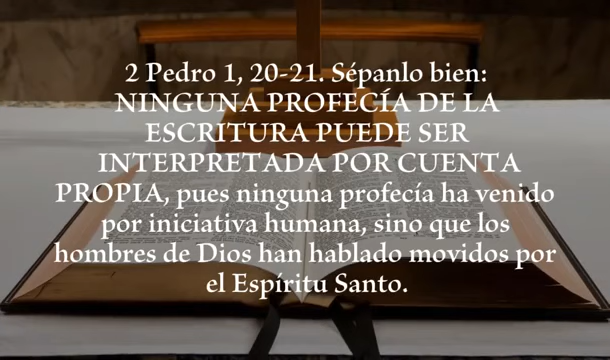 2 Pedro 1, 20-21. Sépanlo bien:
NINGUNA PROFECÍA DE LA
ESCRITURA PUEDE SER
INTERPRETADA POR CUENTA
PROPIA, pues ninguna profecía ha venido
por iniciativa humana, sino que los
hombres de Dios han hablado movidos por
el Espíritu Santo.